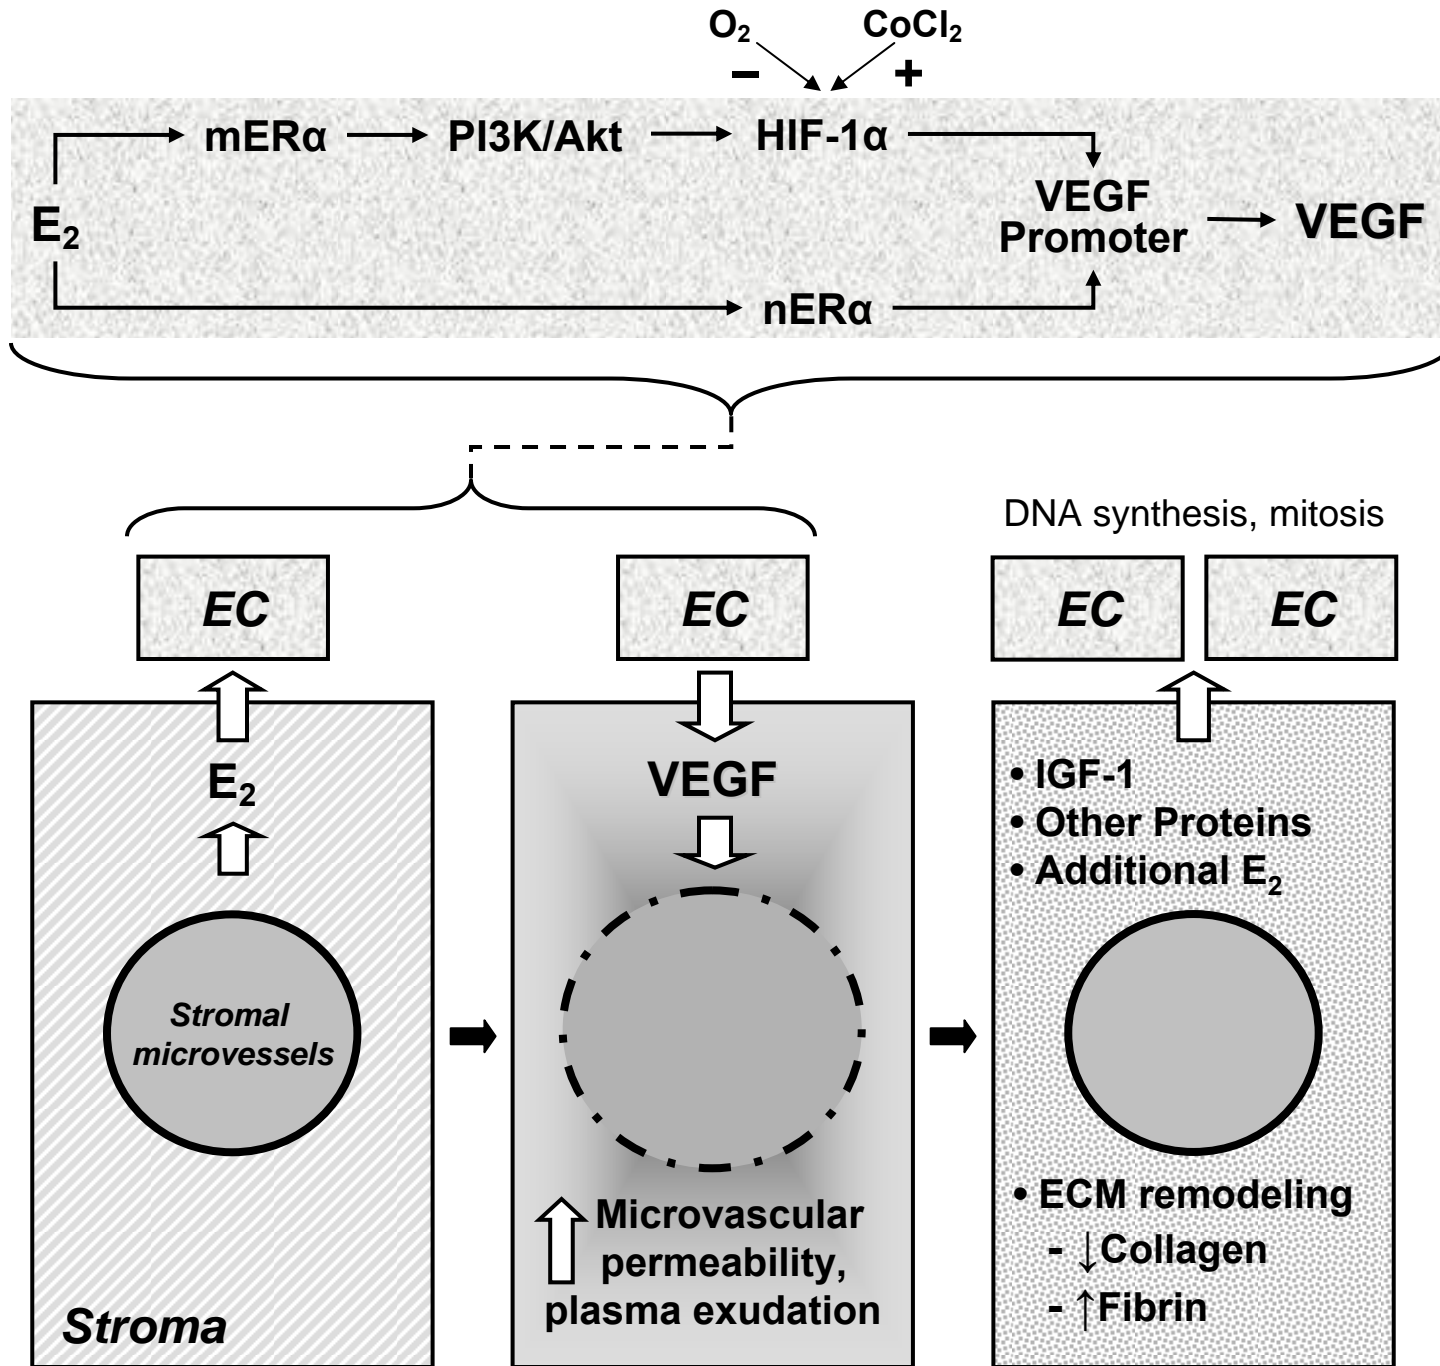 O₂ CoCl₂
− +
mERα PI3K/Akt HIF-1α
E₂
VEGF
Promoter
VEGF
nERα
DNA synthesis, mitosis
EC EC EC EC
E₂
VEGF
• IGF-1
• Other Proteins
• Additional E₂
Stromal
microvessels
Microvascular
permeability,
plasma exudation
• ECM remodeling
- ↓Collagen
- ↑Fibrin
Stroma